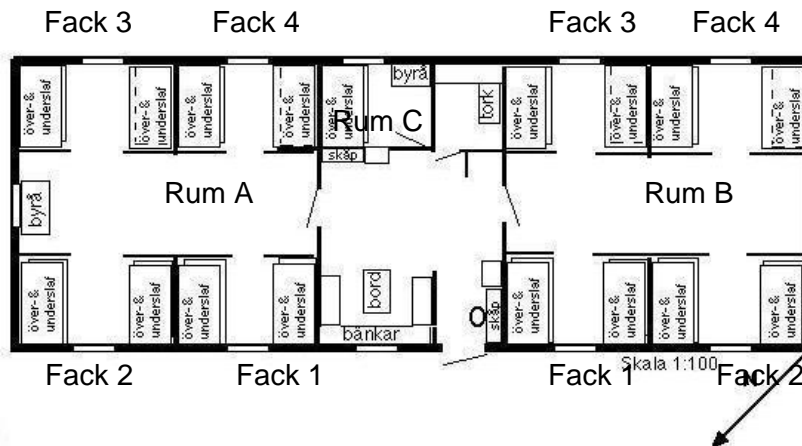 Fack 3 Fack 4 Fack 3 Fack 4
över- & underslaf
över- & underslaf
över- & underslaf
över- & underslaf
över- & underslaf
byrå
tork
över- & underslaf
över- & underslaf
över- & underslaf
över- & underslaf
Rum C
skåp
byrå
Rum A
Rum B
över- & underslaf
över- & underslaf
över- & underslaf
över- & underslaf
bord
bänkar
O
skåp
över- & underslaf
över- & underslaf
över- & underslaf
över- & underslaf
Skala 1:100
Fack 2 Fack 1 Fack 1 Fack 2